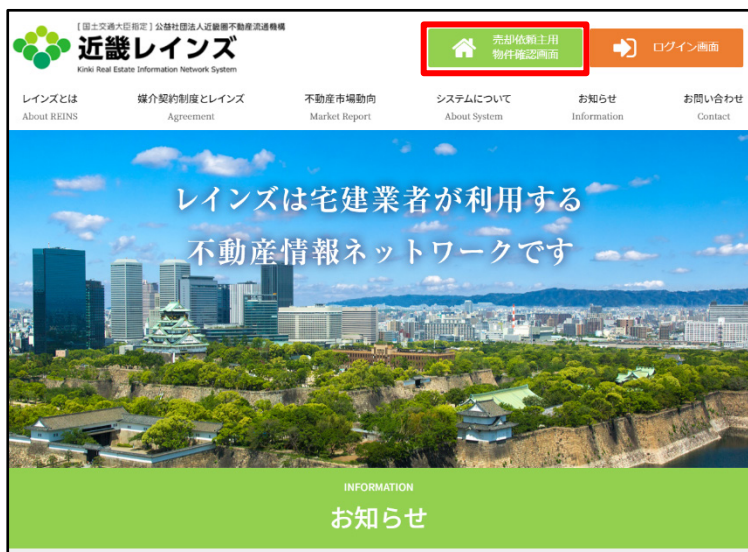 [国土交通大臣指定] 公益社団法人近畿圏不動産流通機構
近畿レインズ
Kinki Real Estate Information Network System
売却依頼主用
物件確認画面
ログイン画面
レインズとは
About REINS
媒介契約制度とレインズ
Agreement
不動産市場動向
Market Report
システムについて
About System
お知らせ
Information
お問い合わせ
Contact
レインズは宅建業者が利用する
不動産情報ネットワークです
INFORMATION
お知らせ